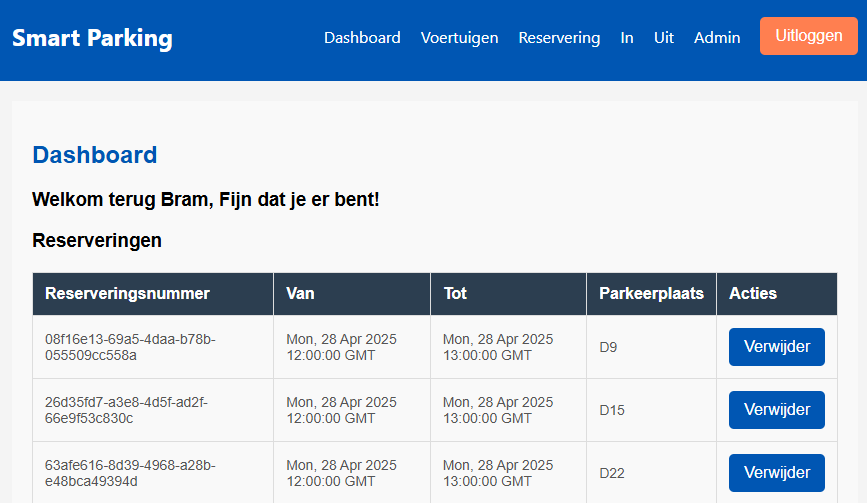 Smart Parking Dashboard Voertuigen Reservering In Uit Admin Uitloggen
Dashboard
Welkom terug Bram, Fijn dat je er bent!
Reserveringen
Reserveringsnummer Van Tot Parkeerplaats Acties
08f16e13-69a5-4daa-b78b- Mon, 28 Apr 2025 Mon, 28 Apr 2025 D9 Verwijder
055509cc558a 12:00:00 GMT 13:00:00 GMT
26d35fd7-a3e8-4d5f-ad2f- Mon, 28 Apr 2025 Mon, 28 Apr 2025 D15 Verwijder
66e9f53c830c 12:00:00 GMT 13:00:00 GMT
63afe616-8d39-4968-a28b- Mon, 28 Apr 2025 Mon, 28 Apr 2025 D22 Verwijder
e48bca49394d 12:00:00 GMT 13:00:00 GMT